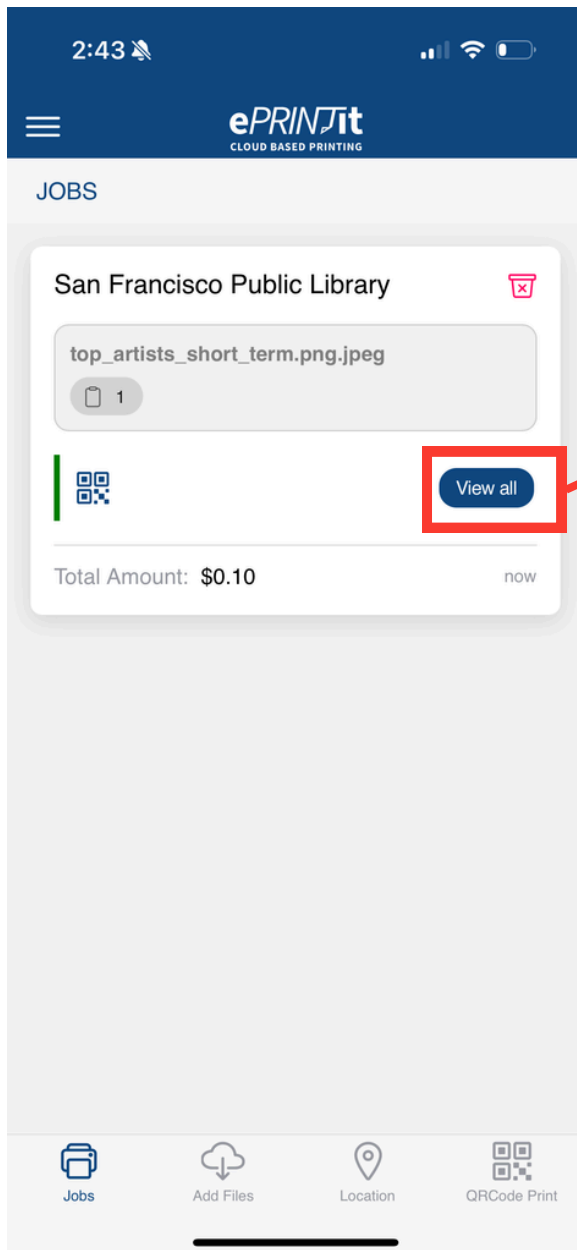 2:43
ePRINTit
CLOUD BASED PRINTING
JOBS
San Francisco Public Library
top_artists_short_term.png.jpeg
1
View all
Total Amount: $0.10 now
Jobs Add Files Location QRCode Print